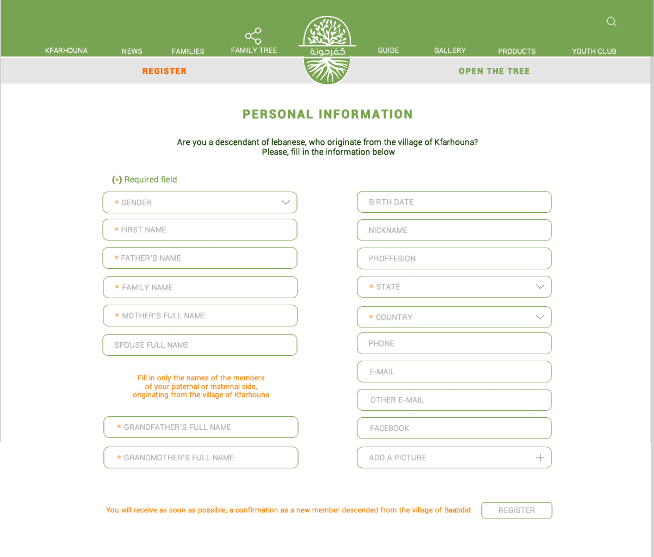 KFARHOUNA
NEWS
FAMILIES
FAMILY TREE
كفرحونة
GUIDE
GALLERY
PRODUCTS
YOUTH CLUB
REGISTER
OPEN THE TREE
PERSONAL INFORMATION
Are you a descendant of lebanese, who originate from the village of Kfarhouna?
Please, fill in the information below
(*) Required field
* GENDER
* FIRST NAME
* FATHER'S NAME
* FAMILY NAME
* MOTHER'S FULL NAME
SPOUSE FULL NAME
Fill in only the names of the members
of your paternal or maternal side,
originating from the village of Kfarhouna
* GRANDFATHER'S FULL NAME
* GRANDMOTHER'S FULL NAME
BIRTH DATE
NICKNAME
PROFFESION
* STATE
* COUNTRY
PHONE
E-MAIL
OTHER E-MAIL
FACEBOOK
ADD A PICTURE
You will receive as soon as possible, a confirmation as a new member descended from the village of Baabdat
REGISTER